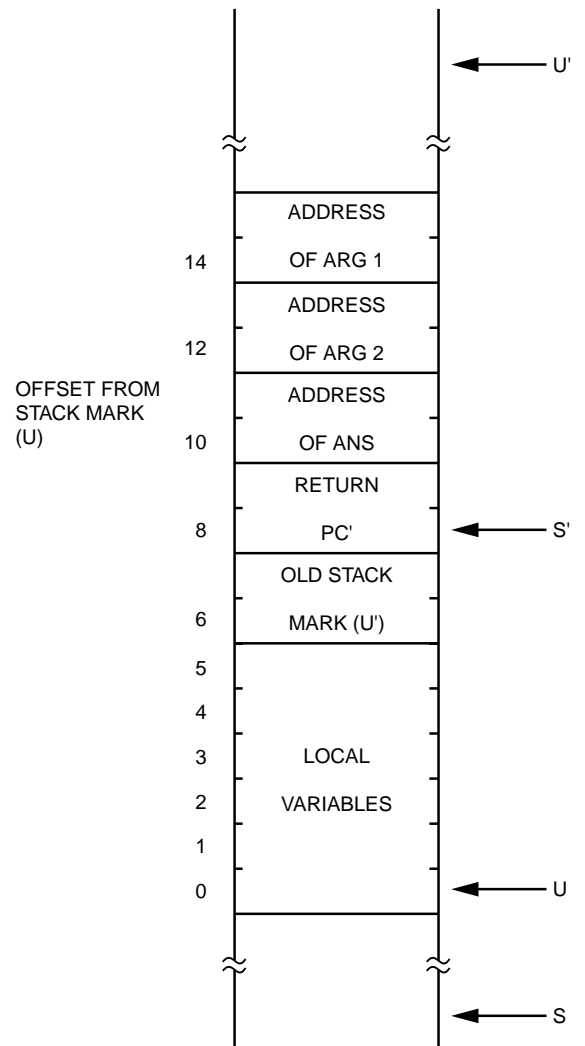 U'
ADDRESS
14
OF ARG 1
ADDRESS
12
OF ARG 2
OFFSET FROM
STACK MARK
(U)
ADDRESS
10
OF ANS
RETURN
8
PC'
S'
OLD STACK
6
MARK (U')
5
4
3
LOCAL
2
VARIABLES
1
0
U
S